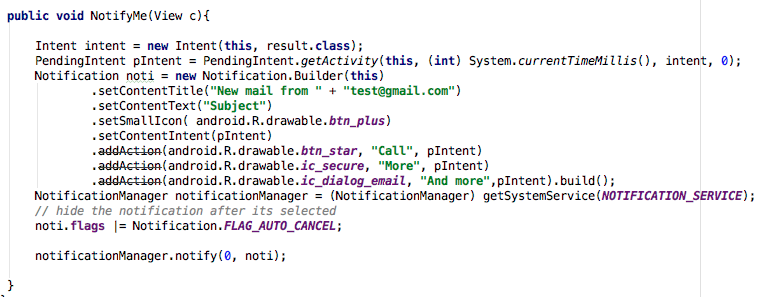 public void NotifyMe(View c){
Intent intent = new Intent(this, result.class);
PendingIntent pIntent = PendingIntent.getActivity(this, (int) System.currentTimeMillis(), intent, 0);
Notification noti = new Notification.Builder(this)
.setContentTitle("New mail from " + "test@gmail.com")
.setContentText("Subject")
.setSmallIcon( android.R.drawable.btn_plus)
.setContentIntent(pIntent)
.addAction(android.R.drawable.btn_star, "Call", pIntent)
.addAction(android.R.drawable.ic_secure, "More", pIntent)
.addAction(android.R.drawable.ic_dialog_email, "And more",pIntent).build();
NotificationManager notificationManager = (NotificationManager) getSystemService(NOTIFICATION_SERVICE);
// hide the notification after its selected
noti.flags |= Notification.FLAG_AUTO_CANCEL;
notificationManager.notify(0, noti);
}